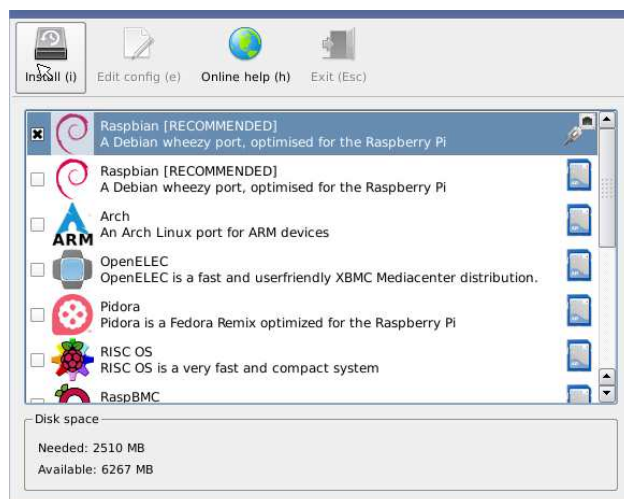 Install (i)
Edit config (e)
Online help (h)
Exit (Esc)
Raspbian [RECOMMENDED]
A Debian wheezy port, optimised for the Raspberry Pi
Raspbian [RECOMMENDED]
A Debian wheezy port, optimised for the Raspberry Pi
Arch
An Arch Linux port for ARM devices
ARM
OpenELEC
OpenELEC is a fast and userfriendly XBMC Mediacenter distribution.
Pidora
Pidora is a Fedora Remix optimized for the Raspberry Pi
RISC OS
RISC OS is a very fast and compact system
RaspBMC
Disk space
Needed: 2510 MB
Available: 6267 MB